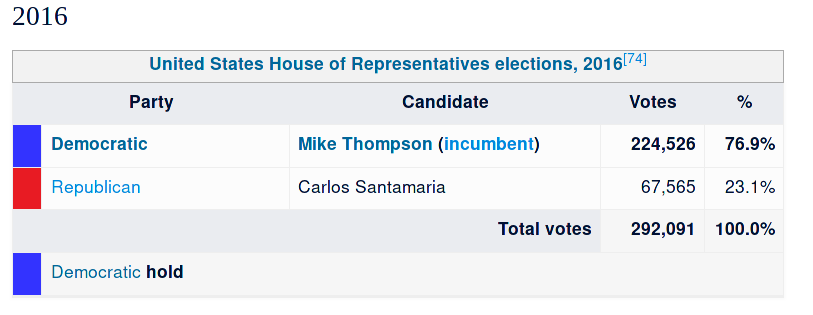 2016
United States House of Representatives elections, 2016[74]
Party Candidate Votes %
Democratic Mike Thompson (incumbent) 224,526 76.9%
Republican Carlos Santamaria 67,565 23.1%
Total votes 292,091 100.0%
Democratic hold